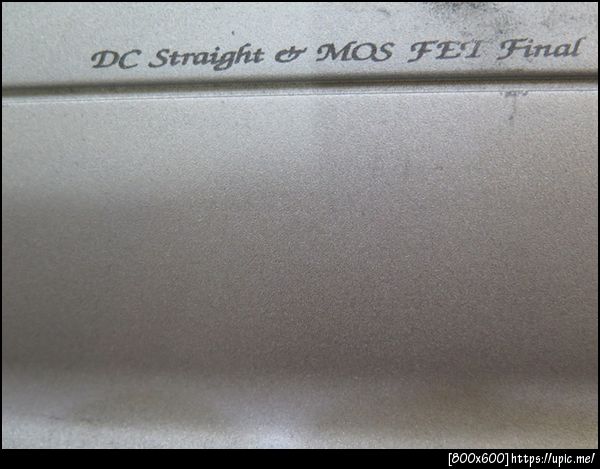 DC Straight & MOS FET Final
[800x600]https://upic.me/